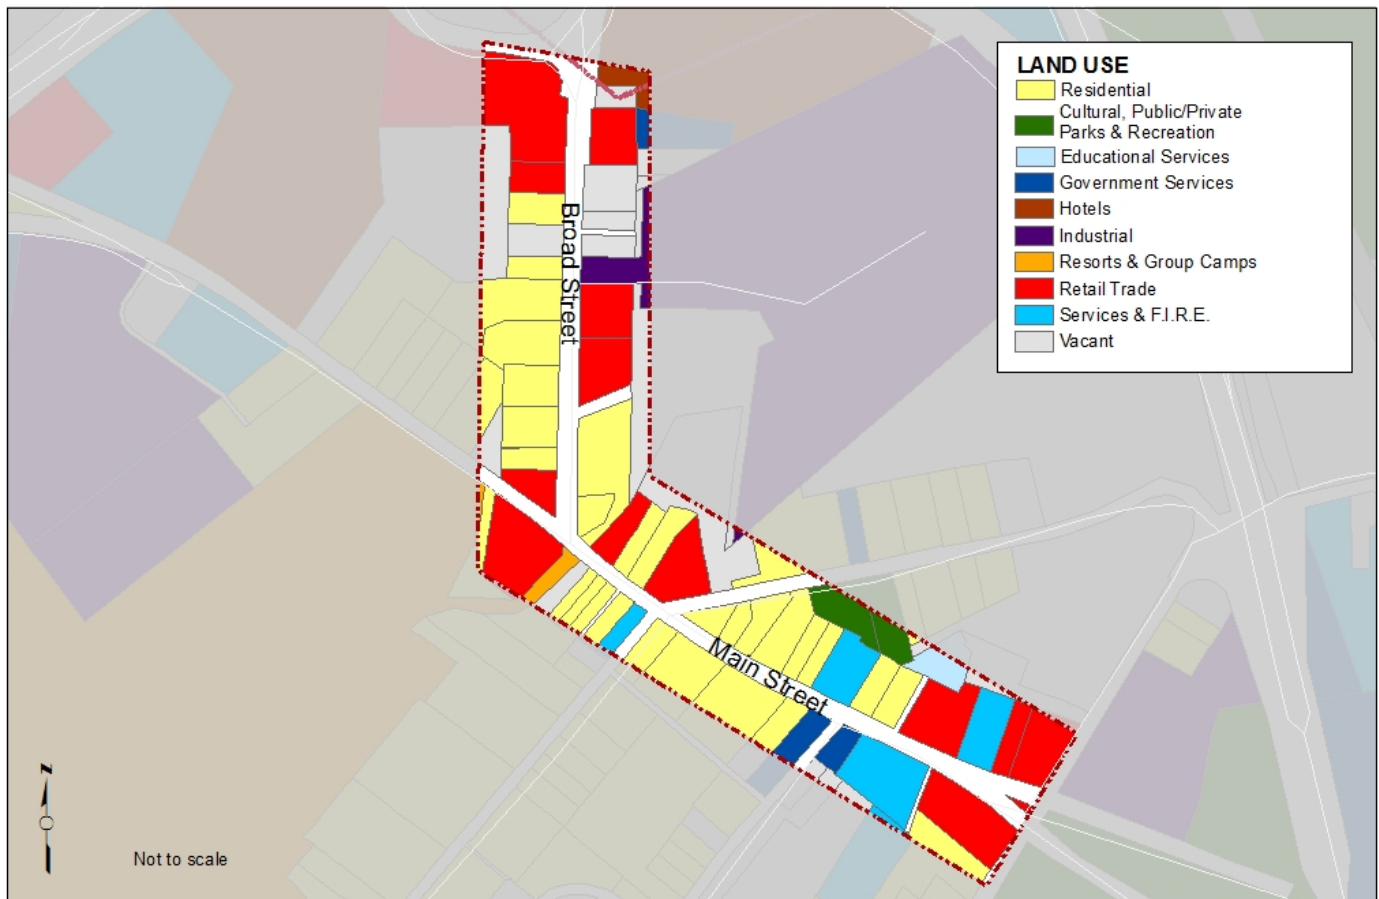 LAND USE
Residential
Cultural, Public/Private
Parks & Recreation
Educational Services
Government Services
Hotels
Industrial
Resorts & Group Camps
Retail Trade
Services & F.I.R.E.
Vacant
Broad Street
Main Street
N
Not to scale